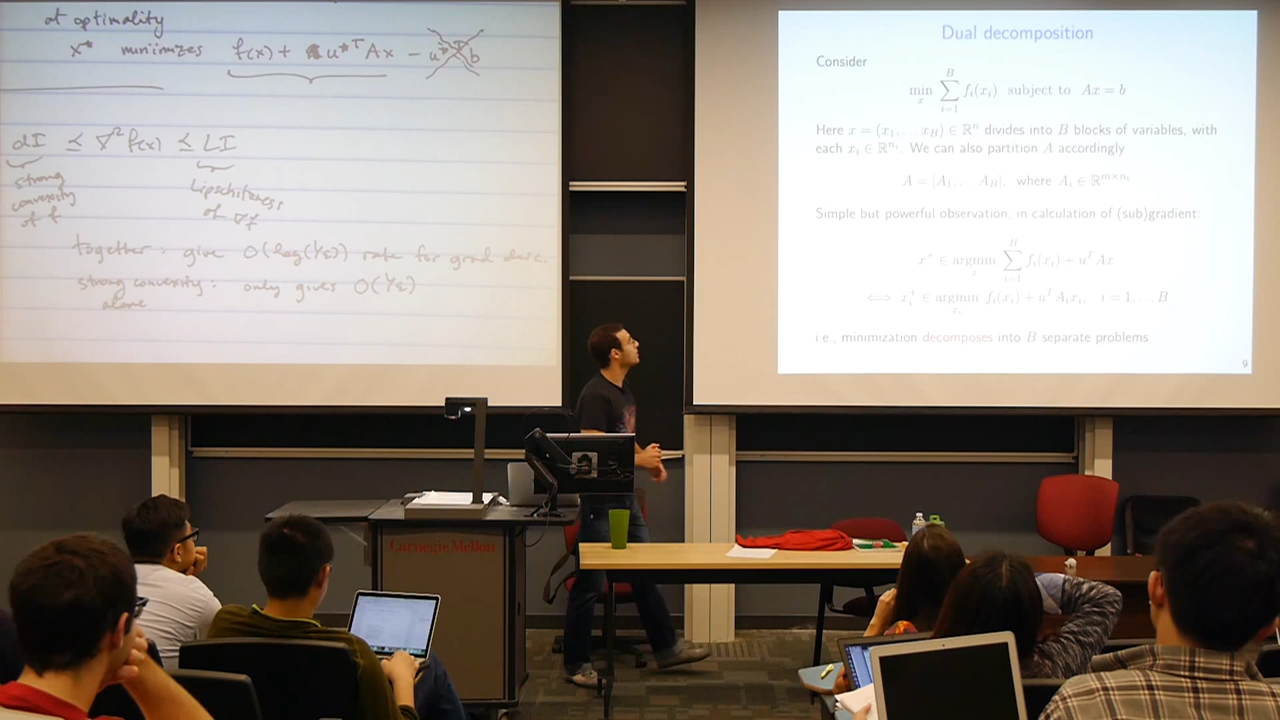 at optimality
x* minimizes f(x) + u*ᵀAx − u*ᵀb
dI ⪯ ∇²f(x) ⪯ LI
strong
convexity
of f
Lipschitzness
of ∇f
together: give O(log(1/ε)) rate for grad desc.
strong convexity: only gives O(1/ε)
alone
Dual decomposition
Consider
min_x ∑_{i=1}^B f_i(x_i) subject to Ax = b
Here x = (x_1, ... x_B) ∈ ℝⁿ divides into B blocks of variables, with
each x_i ∈ ℝ^{n_i}. We can also partition A accordingly
A = [A_1, ... A_B], where A_i ∈ ℝ^{m×n_i}
Simple but powerful observation, in calculation of (sub)gradient:
x⁺ ∈ argmin_x ∑_{i=1}^B f_i(x_i) + uᵀAx
⟺ x_i⁺ ∈ argmin_{x_i} f_i(x_i) + uᵀA_i x_i, i = 1, ... B
i.e., minimization decomposes into B separate problems
9
Carnegie Mellon